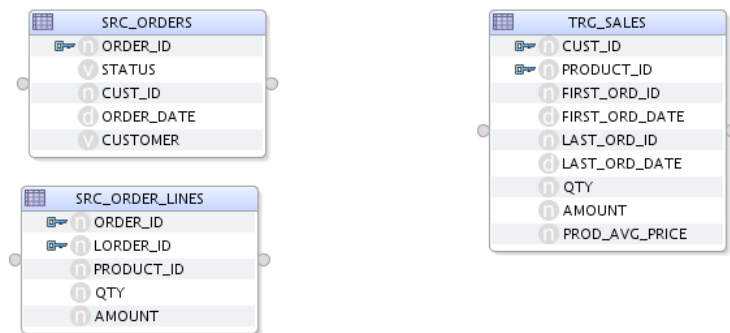 SRC_ORDERS
ORDER_ID
STATUS
CUST_ID
ORDER_DATE
CUSTOMER
SRC_ORDER_LINES
ORDER_ID
LORDER_ID
PRODUCT_ID
QTY
AMOUNT
TRG_SALES
CUST_ID
PRODUCT_ID
FIRST_ORD_ID
FIRST_ORD_DATE
LAST_ORD_ID
LAST_ORD_DATE
QTY
AMOUNT
PROD_AVG_PRICE